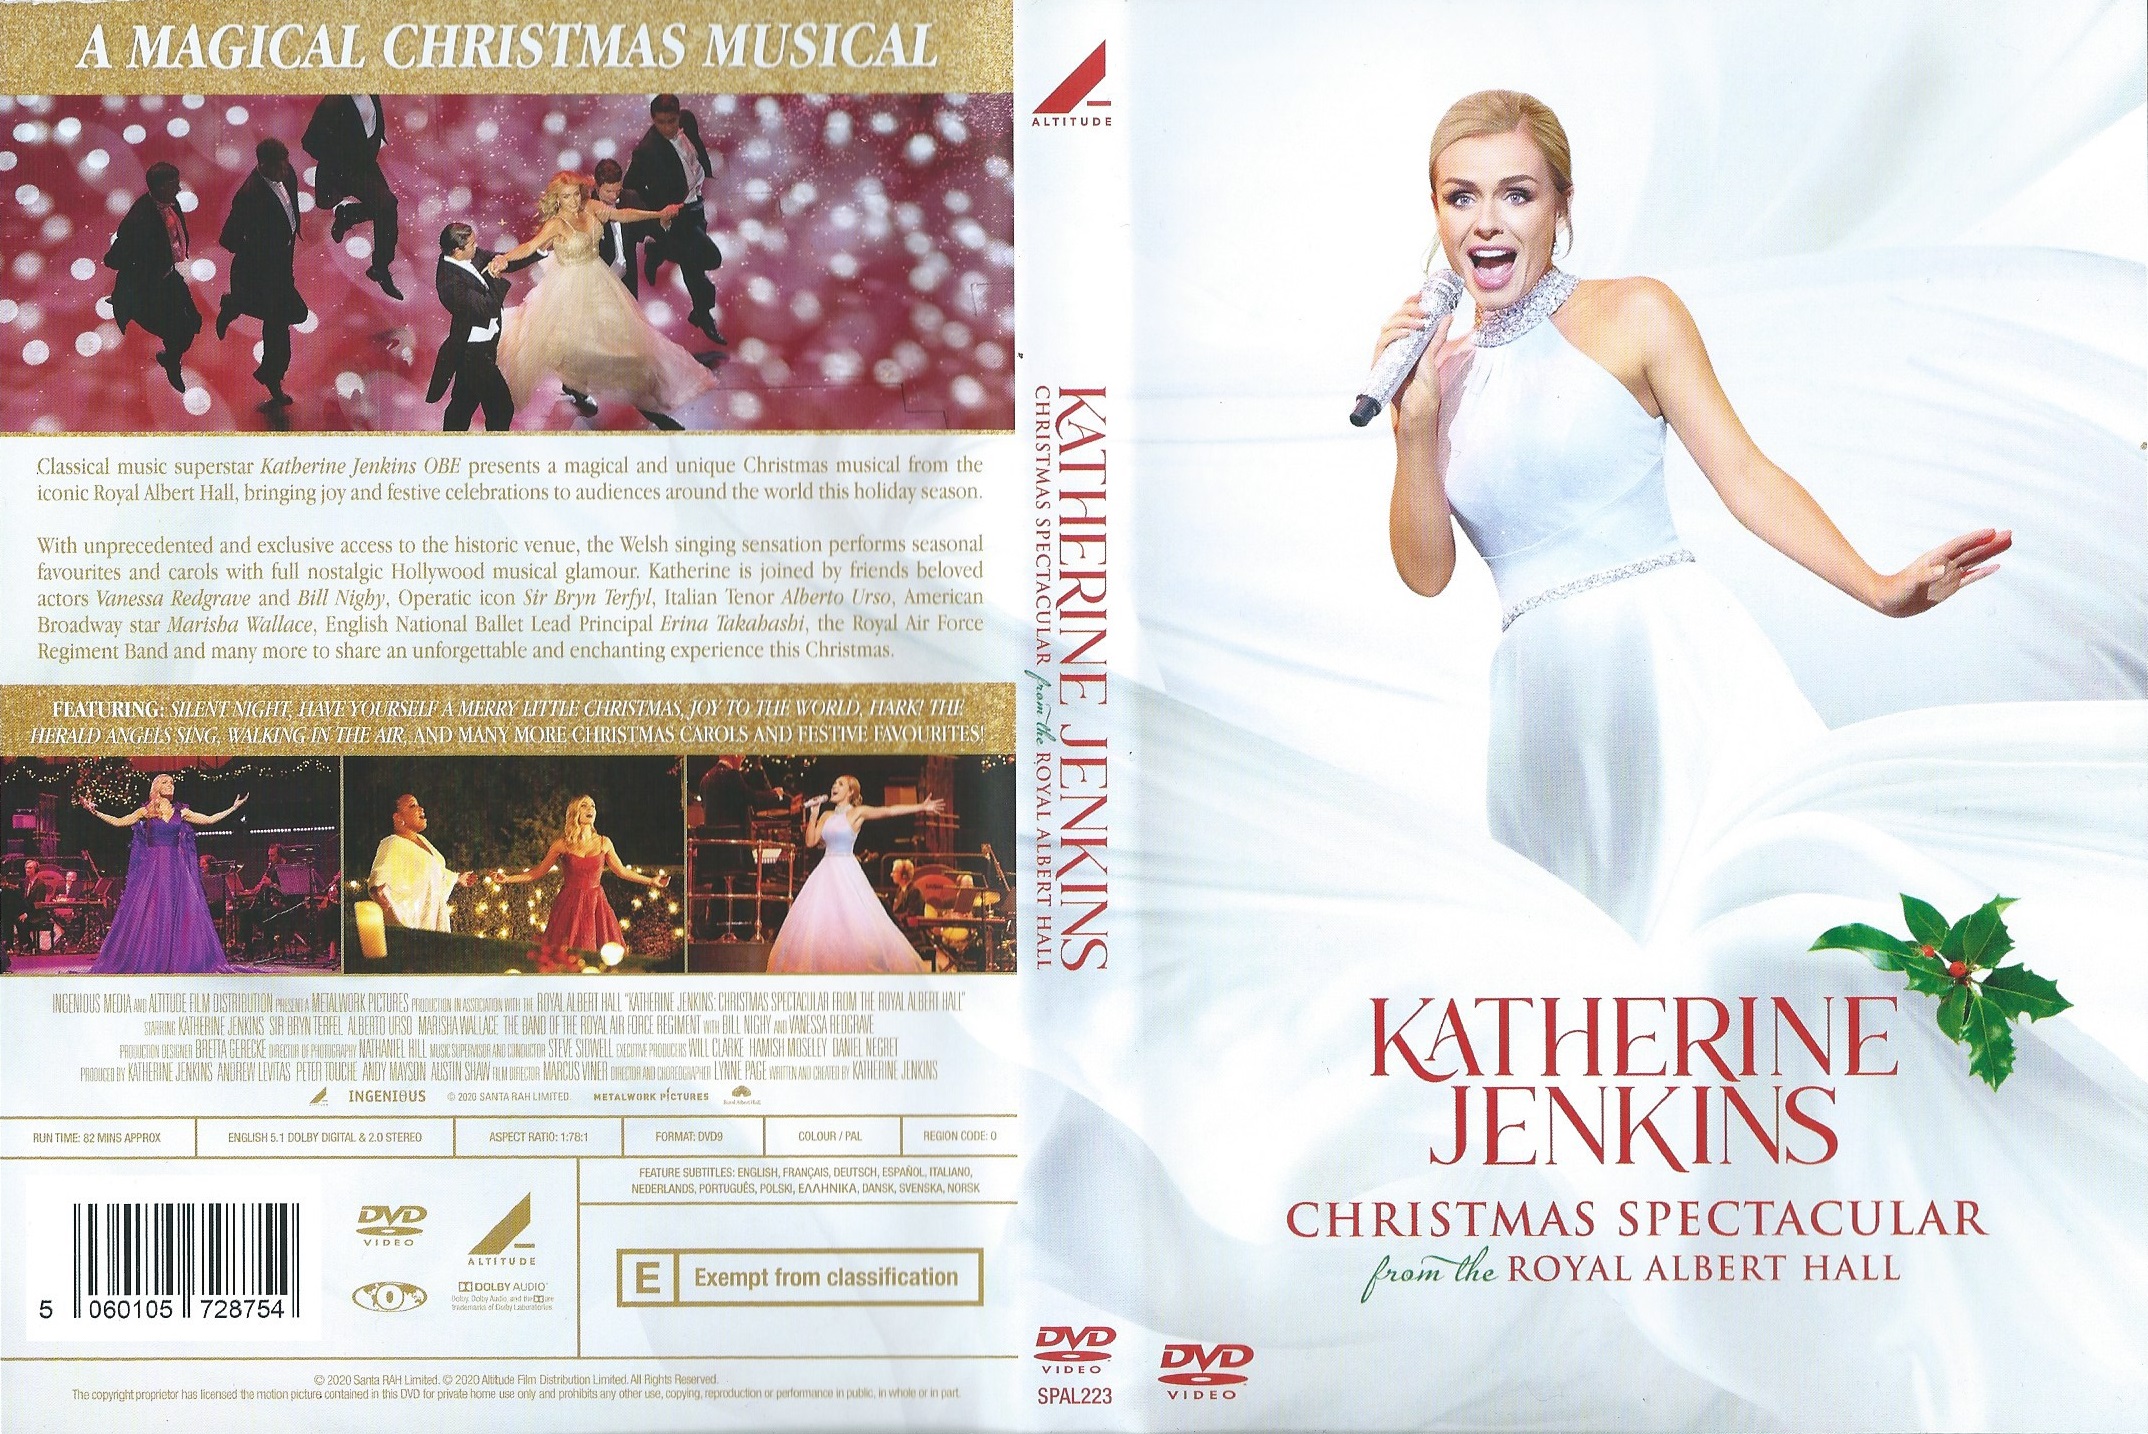 A MAGICAL CHRISTMAS MUSICAL
Classical music superstar Katherine Jenkins OBE presents a magical and unique Christmas musical from the
iconic Royal Albert Hall, bringing joy and festive celebrations to audiences around the world this holiday season.
With unprecedented and exclusive access to the historic venue, the Welsh singing sensation performs seasonal
favourites and carols with full nostalgic Hollywood musical glamour. Katherine is joined by friends beloved
actors Vanessa Redgrave and Bill Nighy, Operatic icon Sir Bryn Terfyl, Italian Tenor Alberto Urso, American
Broadway star Marisha Wallace, English National Ballet Lead Principal Erina Takahashi, the Royal Air Force
Regiment Band and many more to share an unforgettable and enchanting experience this Christmas.
FEATURING: SILENT NIGHT, HAVE YOURSELF A MERRY LITTLE CHRISTMAS, JOY TO THE WORLD, HARK! THE
HERALD ANGELS SING, WALKING IN THE AIR, AND MANY MORE CHRISTMAS CAROLS AND FESTIVE FAVOURITES!
INGENIOUS MEDIA AND ALTITUDE FILM DISTRIBUTION PRESENT A METALWORK PICTURES PRODUCTION IN ASSOCIATION WITH THE ROYAL ALBERT HALL "KATHERINE JENKINS: CHRISTMAS SPECTACULAR FROM THE ROYAL ALBERT HALL"
STARRING KATHERINE JENKINS SIR BRYN TERFEL ALBERTO URSO MARISHA WALLACE THE BAND OF THE ROYAL AIR FORCE REGIMENT WITH BILL NIGHY AND VANESSA REDGRAVE
PRODUCTION DESIGNER BRETTA GERECKE DIRECTOR OF PHOTOGRAPHY NATHANIEL HILL MUSIC SUPERVISOR AND CONDUCTOR STEVE SIDWELL EXECUTIVE PRODUCERS WILL CLARKE HAMISH MOSELEY DANIEL NEGRET
PRODUCED BY KATHERINE JENKINS ANDREW LEVITAS PETER TOUCHE ANDY MAYSON AUSTIN SHAW FILM DIRECTOR MARCUS VINER DIRECTOR AND CHOREOGRAPHER LYNNE PAGE WRITTEN AND CREATED BY KATHERINE JENKINS
INGENIOUS © 2020 SANTA RAH LIMITED. METALWORK PICTURES Royal Albert Hall
RUN TIME: 82 MINS APPROX ENGLISH 5.1 DOLBY DIGITAL & 2.0 STEREO ASPECT RATIO: 1:78:1 FORMAT: DVD9 COLOUR / PAL REGION CODE: 0
FEATURE SUBTITLES: ENGLISH, FRANÇAIS, DEUTSCH, ESPAÑOL, ITALIANO,
NEDERLANDS, PORTUGUÊS, POLSKI, ΕΛΛΗΝΙΚΑ, DANSK, SVENSKA, NORSK
5 060105 728754
DVD
VIDEO
0
ALTITUDE
DOLBY AUDIO
Dolby, Dolby Audio, and the DD are
trademarks of Dolby Laboratories.
E Exempt from classification
© 2020 Santa RAH Limited. © 2020 Altitude Film Distribution Limited. All Rights Reserved.
The copyright proprietor has licensed the motion picture contained in this DVD for private home use only and prohibits any other use, copying, reproduction or performance in public, in whole or in part.
ALTITUDE
KATHERINE JENKINS
CHRISTMAS SPECTACULAR from the ROYAL ALBERT HALL
DVD
VIDEO
SPAL223
KATHERINE
JENKINS
CHRISTMAS SPECTACULAR
from the ROYAL ALBERT HALL
DVD
VIDEO